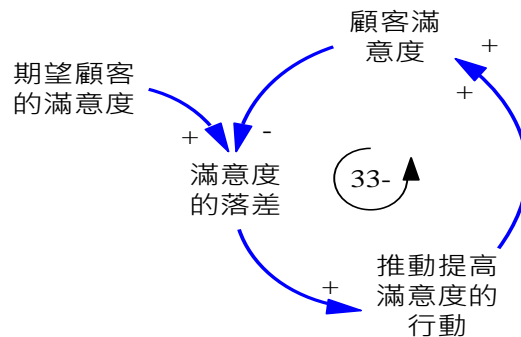 顧客滿
意度
+
+
期望顧客
的滿意度
+
-
滿意度
的落差
33-
+
推動提高
滿意度的
行動